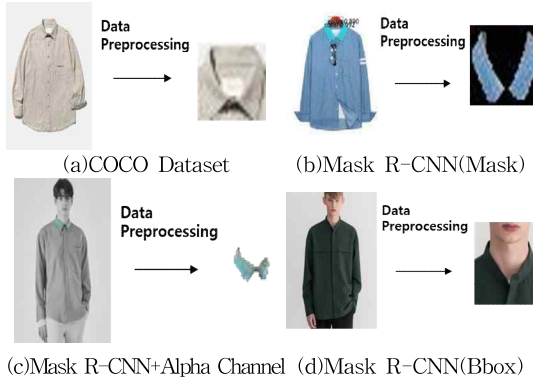 Data
Preprocessing
Data
Preprocessing
(a)COCO Dataset
(b)Mask R-CNN(Mask)
Data
Preprocessing
Data
Preprocessing
(c)Mask R-CNN+Alpha Channel
(d)Mask R-CNN(Bbox)